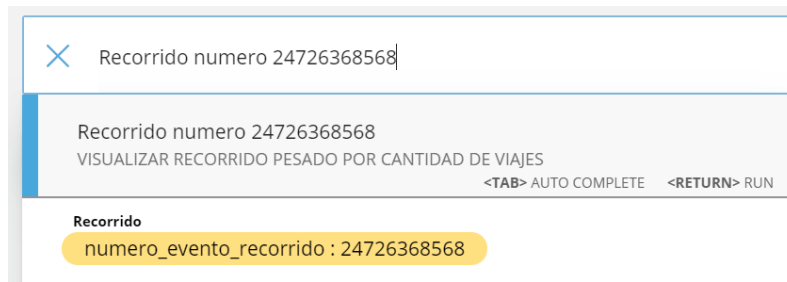 Recorrido numero 24726368568
Recorrido numero 24726368568
VISUALIZAR RECORRIDO PESADO POR CANTIDAD DE VIAJES
<TAB> AUTO COMPLETE <RETURN> RUN
Recorrido
numero_evento_recorrido : 24726368568